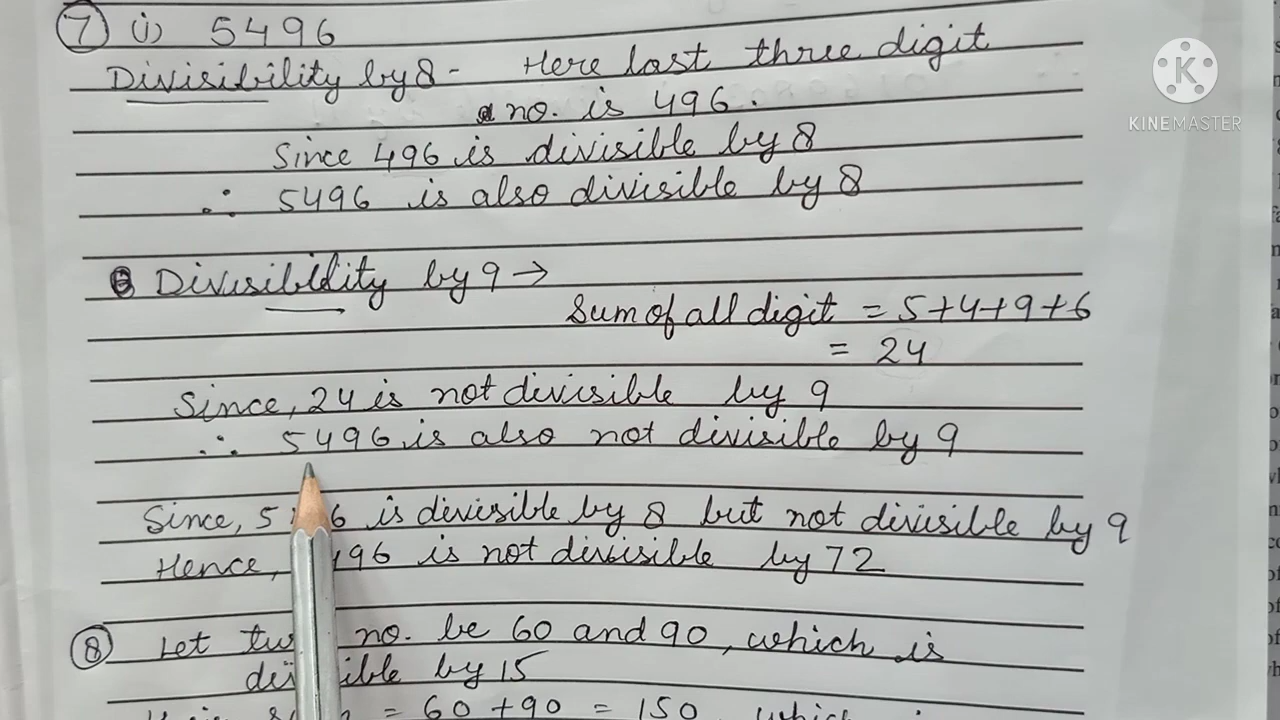 7 (i) 5496
Divisibility by 8 - Here last three digit
no. is 496.
Since 496 is divisible by 8
∴ 5496 is also divisible by 8
Divisibility by 9 →
Sum of all digit = 5+4+9+6
= 24
Since, 24 is not divisible by 9
∴ 5496 is also not divisible by 9
Since, 5 6 is divisible by 8 but not divisible by 9
Hence, 496 is not divisible by 72
8 Let no. be 60 and 90, which is
by 15
= 60 + 90 = 150, which
K
KINEMASTER